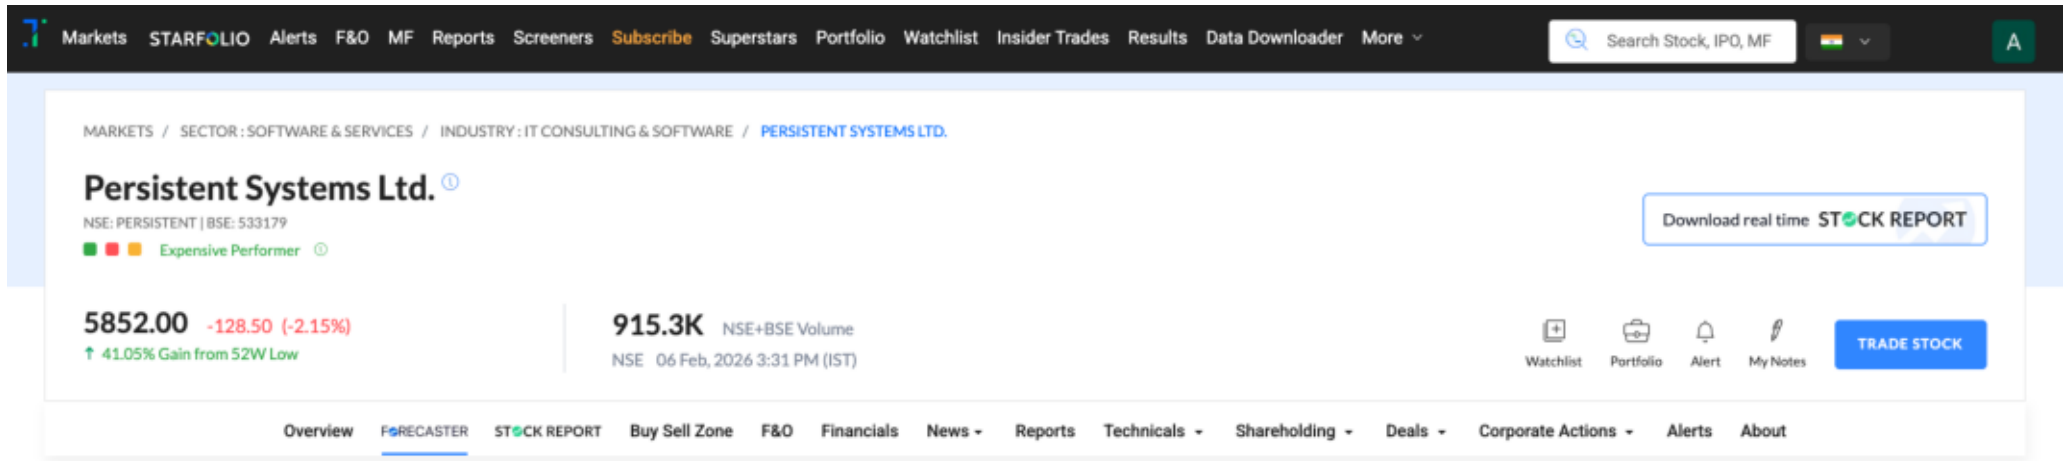 Markets STARFOLIO Alerts F&O MF Reports Screeners Subscribe Superstars Portfolio Watchlist Insider Trades Results Data Downloader More Search Stock, IPO, MF A
MARKETS / SECTOR : SOFTWARE & SERVICES / INDUSTRY : IT CONSULTING & SOFTWARE / PERSISTENT SYSTEMS LTD.
Persistent Systems Ltd.
NSE: PERSISTENT | BSE: 533179
Expensive Performer
Download real time STOCK REPORT
5852.00 -128.50 (-2.15%)
↑ 41.05% Gain from 52W Low
915.3K NSE+BSE Volume
NSE 06 Feb, 2026 3:31 PM (IST)
Watchlist Portfolio Alert My Notes TRADE STOCK
Overview FORECASTER STOCK REPORT Buy Sell Zone F&O Financials News Reports Technicals Shareholding Deals Corporate Actions Alerts About